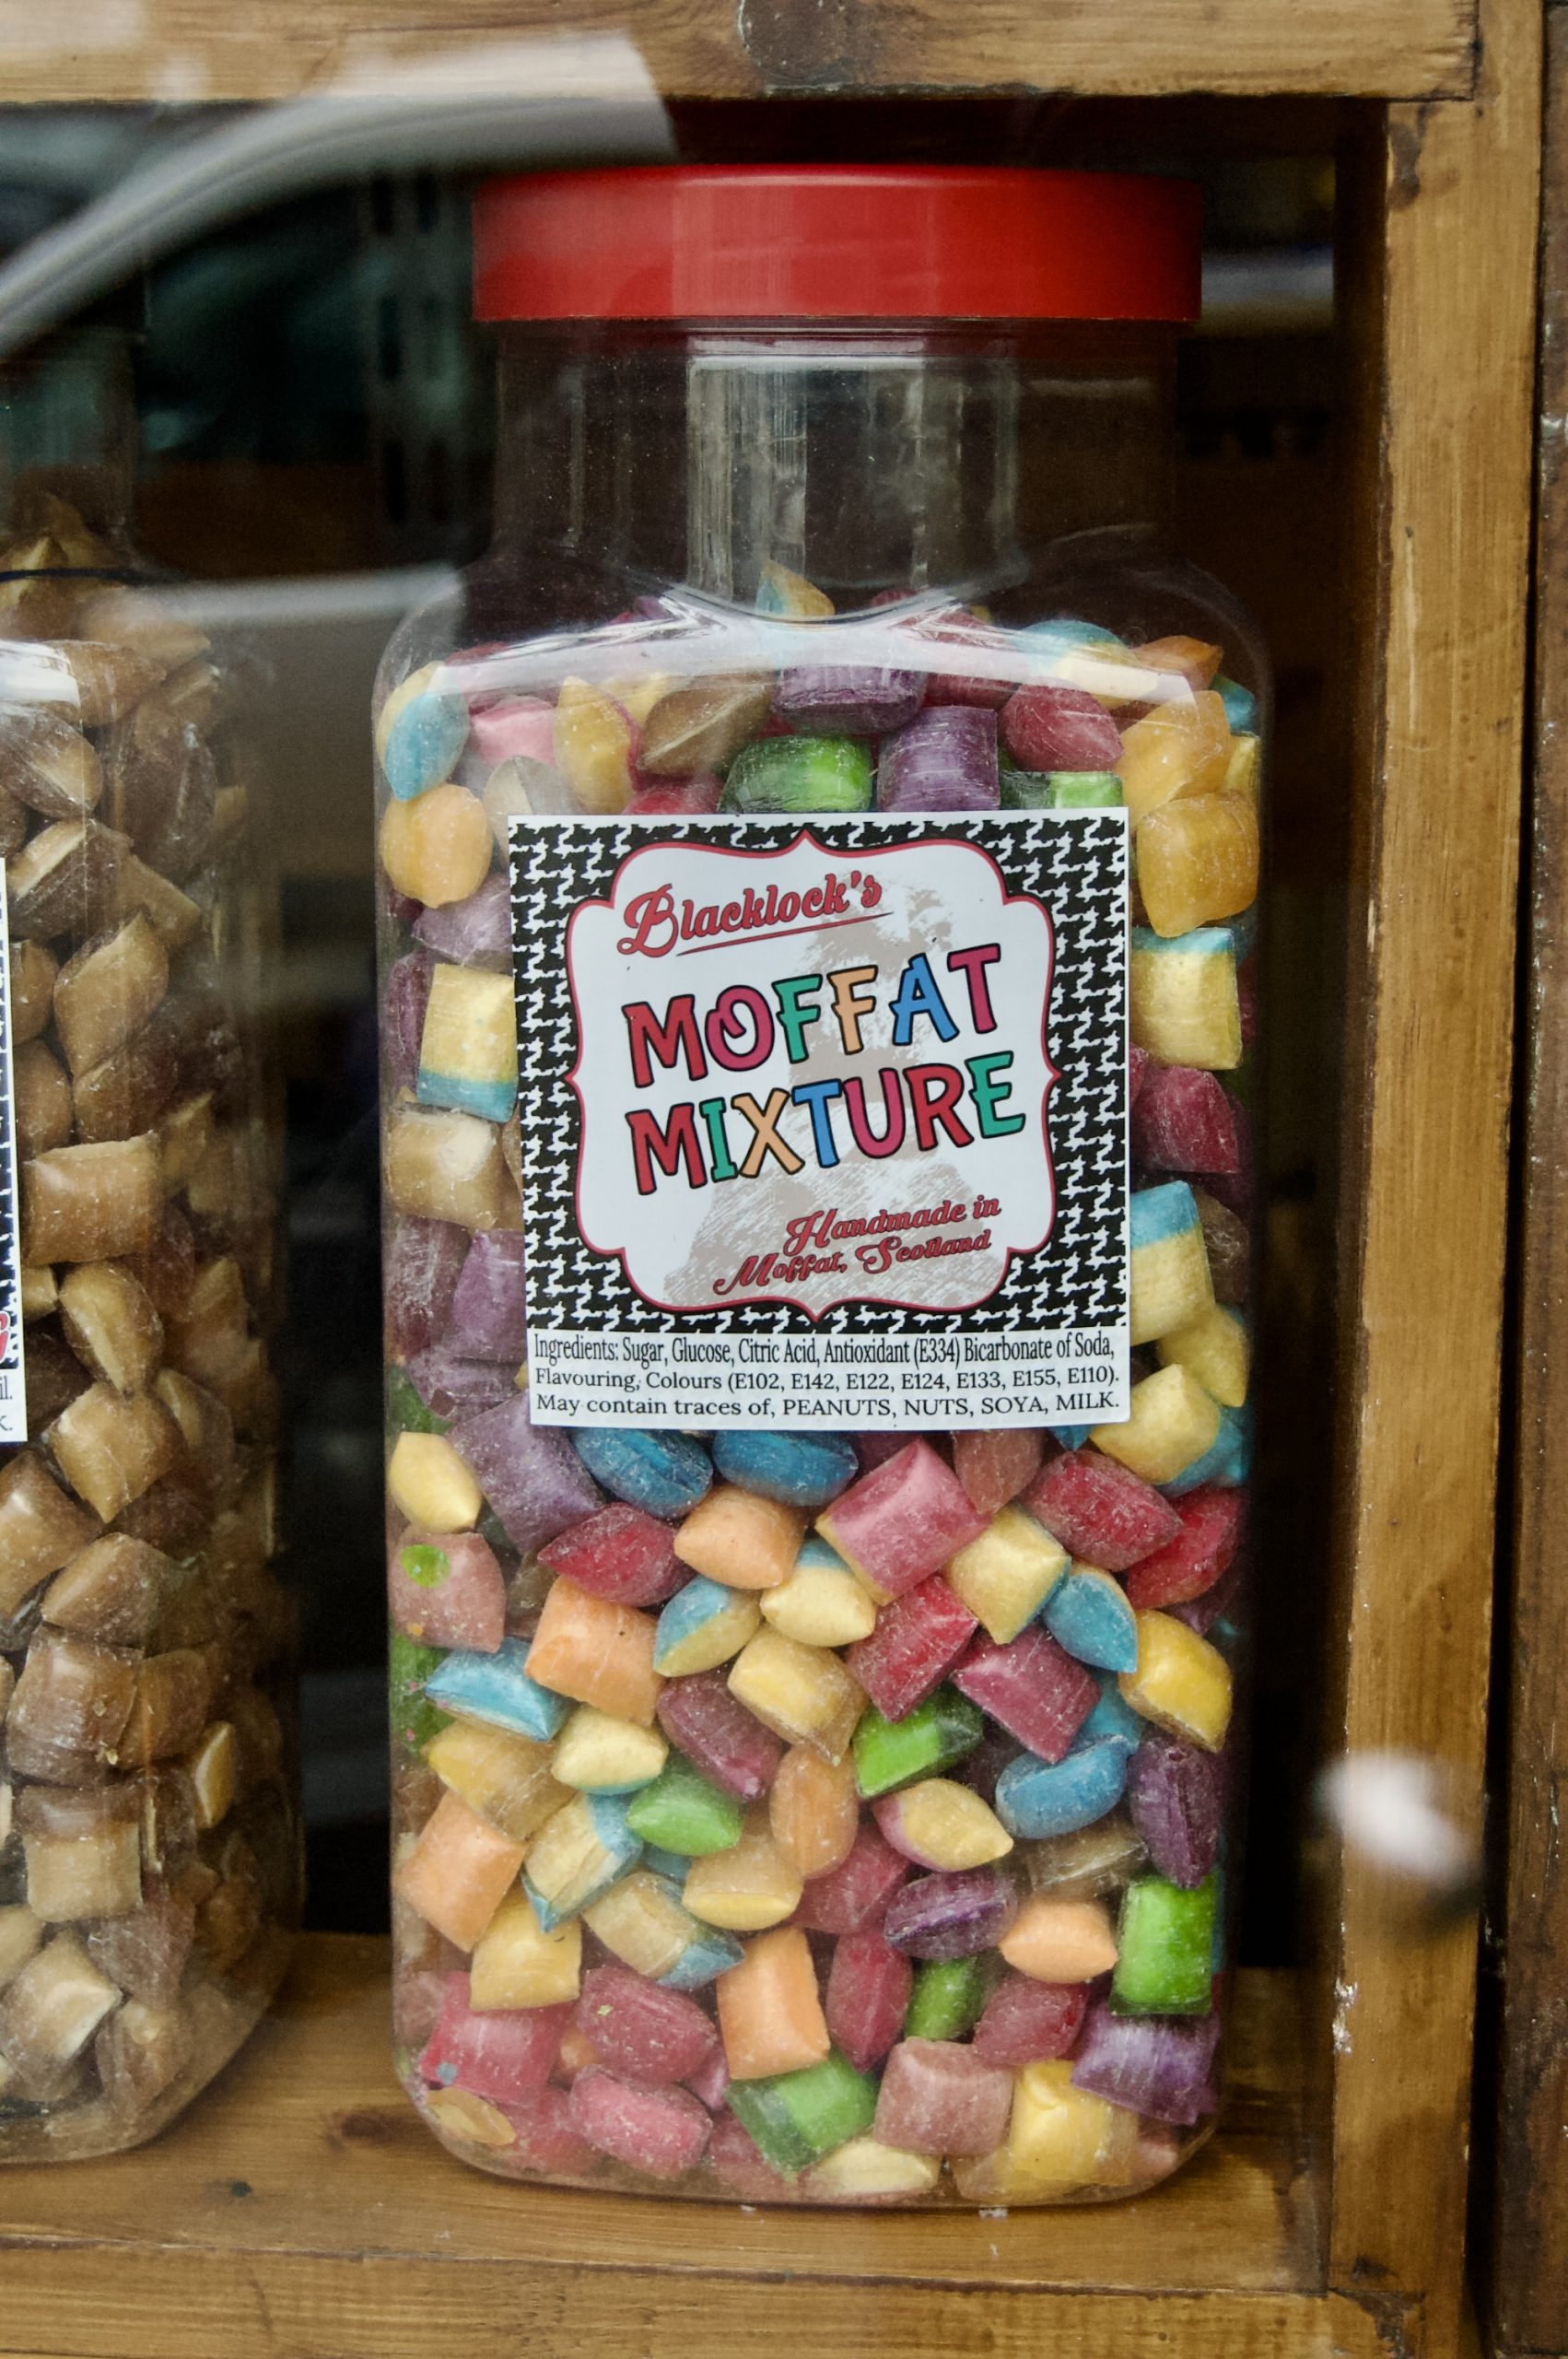 Blacklock's
MOFFAT
MIXTURE
Handmade in
Moffat, Scotland
Ingredients: Sugar, Glucose, Citric Acid, Antioxidant (E334) Bicarbonate of Soda,
Flavouring, Colours (E102, E142, E122, E124, E133, E155, E110).
May contain traces of, PEANUTS, NUTS, SOYA, MILK.